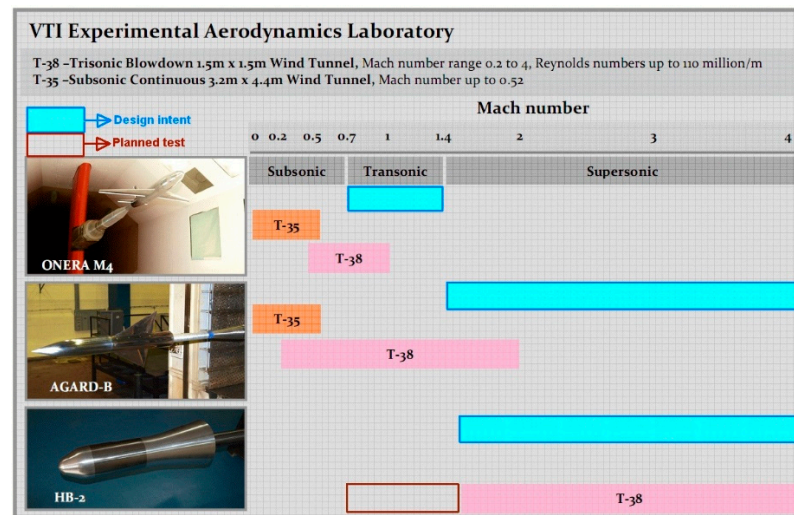 VTI Experimental Aerodynamics Laboratory
T-38 –Trisonic Blowdown 1.5m x 1.5m Wind Tunnel, Mach number range 0.2 to 4, Reynolds numbers up to 110 million/m
T-35 –Subsonic Continuous 3.2m x 4.4m Wind Tunnel, Mach number up to 0.52
Design intent
Planned test
Mach number
0 0.2 0.5 0.7 1 1.4 2 3 4
Subsonic Transonic Supersonic
T-35
T-38
ONERA M4
T-35
T-38
AGARD-B
T-38
HB-2